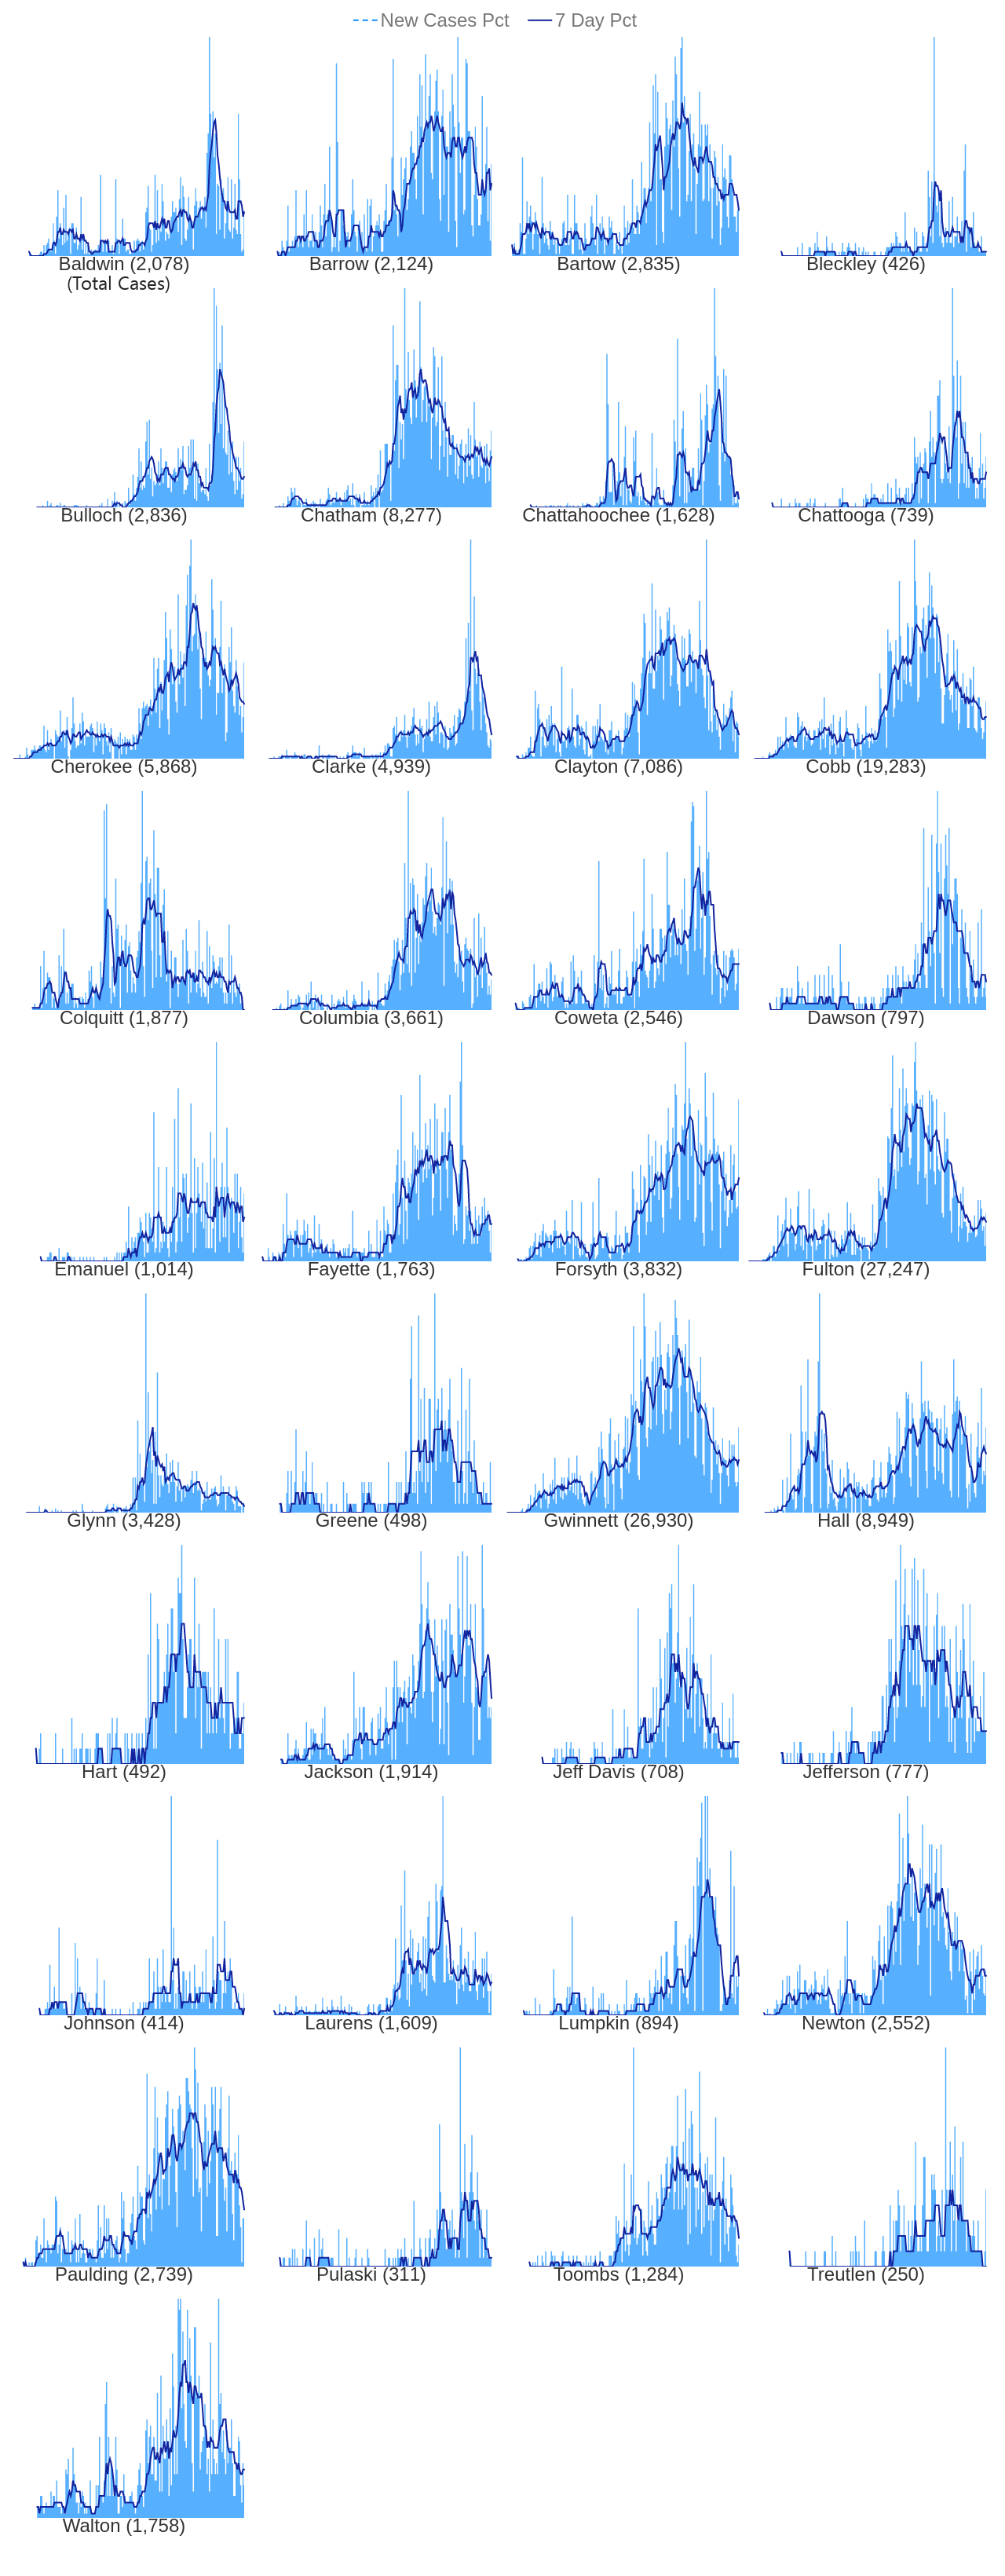 New Cases Pct 7 Day Pct
Baldwin (2,078) Barrow (2,124) Bartow (2,835) Bleckley (426)
(Total Cases)
Bulloch (2,836) Chatham (8,277) Chattahoochee (1,628) Chattooga (739)
Cherokee (5,868) Clarke (4,939) Clayton (7,086) Cobb (19,283)
Colquitt (1,877) Columbia (3,661) Coweta (2,546) Dawson (797)
Emanuel (1,014) Fayette (1,763) Forsyth (3,832) Fulton (27,247)
Glynn (3,428) Greene (498) Gwinnett (26,930) Hall (8,949)
Hart (492) Jackson (1,914) Jeff Davis (708) Jefferson (777)
Johnson (414) Laurens (1,609) Lumpkin (894) Newton (2,552)
Paulding (2,739) Pulaski (311) Toombs (1,284) Treutlen (250)
Walton (1,758)